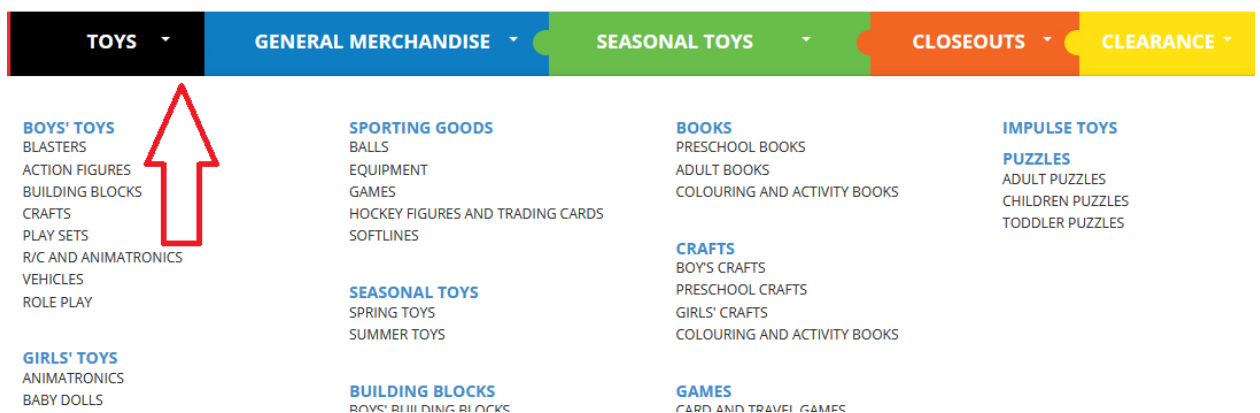 TOYS
GENERAL MERCHANDISE
SEASONAL TOYS
CLOSEOUTS
CLEARANCE
BOYS' TOYS
BLASTERS
ACTION FIGURES
BUILDING BLOCKS
CRAFTS
PLAY SETS
R/C AND ANIMATRONICS
VEHICLES
ROLE PLAY
GIRLS' TOYS
ANIMATRONICS
BABY DOLLS
SPORTING GOODS
BALLS
EQUIPMENT
GAMES
HOCKEY FIGURES AND TRADING CARDS
SOFTLINES
SEASONAL TOYS
SPRING TOYS
SUMMER TOYS
BUILDING BLOCKS
BOYS' BUILDING BLOCKS
BOOKS
PRESCHOOL BOOKS
ADULT BOOKS
COLOURING AND ACTIVITY BOOKS
CRAFTS
BOY'S CRAFTS
PRESCHOOL CRAFTS
GIRLS' CRAFTS
COLOURING AND ACTIVITY BOOKS
GAMES
CARD AND TRAVEL GAMES
IMPULSE TOYS
PUZZLES
ADULT PUZZLES
CHILDREN PUZZLES
TODDLER PUZZLES